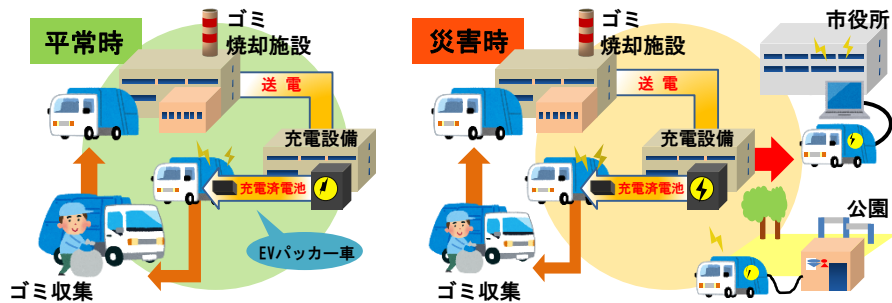 平常時
ゴミ
焼却施設
送電
充電設備
充電済電池
EVパッカー車
ゴミ収集
災害時
ゴミ
焼却施設
送電
充電設備
充電済電池
ゴミ収集
市役所
公園